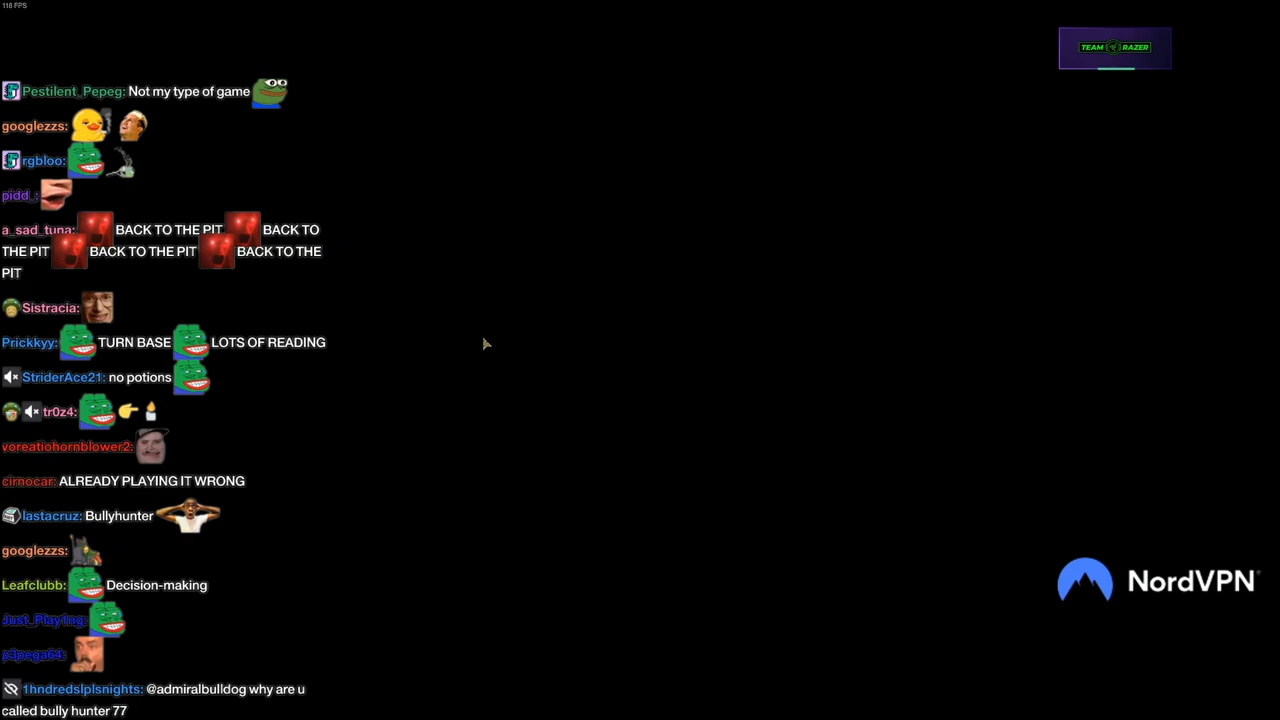 118 FPS
TEAM RAZER
Pestilent_Pepeg: Not my type of game
googlezzs:
rgbloo:
pidd_:
a_sad_tuna: BACK TO THE PIT BACK TO
THE PIT BACK TO THE PIT BACK TO THE
PIT
Sistracia:
Prickkyy: TURN BASE LOTS OF READING
StriderAce21: no potions
tr0z4:
voreatiohornblower2:
cirnocar: ALREADY PLAYING IT WRONG
lastacruz: Bullyhunter
googlezzs:
Leafclubb: Decision-making
NordVPN
Just_Play1ng:
p3pega64:
1hndredslplsnights: @admiralbulldog why are u
called bully hunter 77